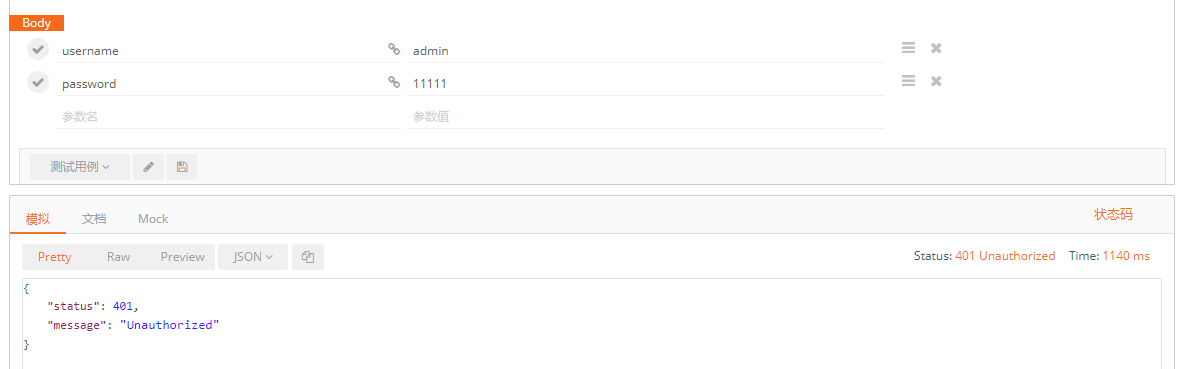 Body
username admin
password 11111
参数名 参数值
测试用例
模拟 文档 Mock 状态码
Pretty Raw Preview JSON Status: 401 Unauthorized Time: 1140 ms
{
"status": 401,
"message": "Unauthorized"
}